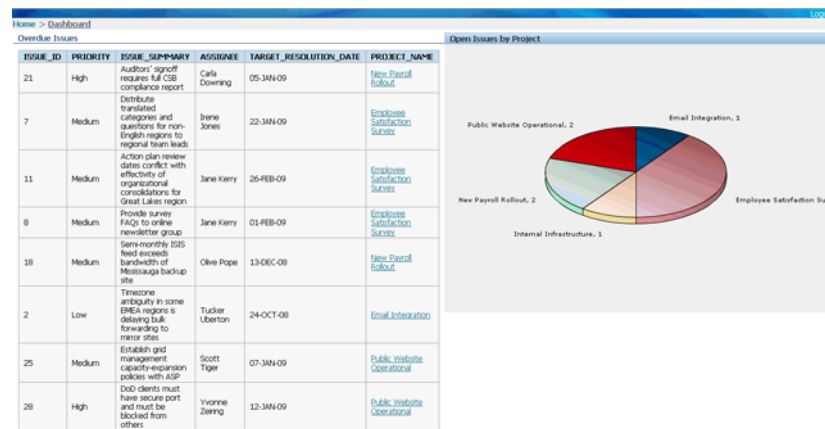 Home > Dashboard
Overdue Issues
ISSUE_ID PRIORITY ISSUE_SUMMARY ASSIGNEE TARGET_RESOLUTION_DATE PROJECT_NAME
21 High Auditors' signoff requires full CSB compliance report Carla Downing 05-JAN-09 New Payroll Rollout
7 Medium Distribute translated categories and questions for non-English regions to regional team leads Irene Jones 22-JAN-09 Employee Satisfaction Survey
11 Medium Action plan review dates conflict with effectivity of organizational consolidations for Great Lakes region Jane Kerry 26-FEB-09 Employee Satisfaction Survey
8 Medium Provide survey FAQs to online newsletter group Jane Kerry 01-FEB-09 Employee Satisfaction Survey
18 Medium Semi-monthly ISIS feed exceeds bandwidth of Mississauga backup site Olive Pope 13-DEC-08 New Payroll Rollout
2 Low Timezone ambiguity in some EMEA regions is delaying bulk forwarding to mirror sites Tucker Uberton 24-OCT-08 Email Integration
25 Medium Establish grid management capacity-expansion policies with ASP Scott Tiger 07-JAN-09 Public Website Operational
28 High DoD clients must have secure port and must be blocked from others Yvonne Zeiring 12-JAN-09 Public Website Operational
Open Issues by Project
Public Website Operational, 2
Email Integration, 1
New Payroll Rollout, 2
Employee Satisfaction Su
Internal Infrastructure, 1